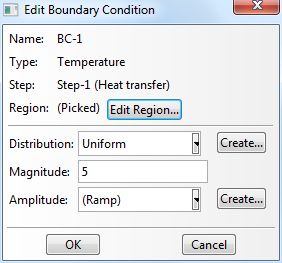 Edit Boundary Condition
Name: BC-1
Type: Temperature
Step: Step-1 (Heat transfer)
Region: (Picked) Edit Region...
Distribution: Uniform Create...
Magnitude: 5
Amplitude: (Ramp) Create...
OK Cancel